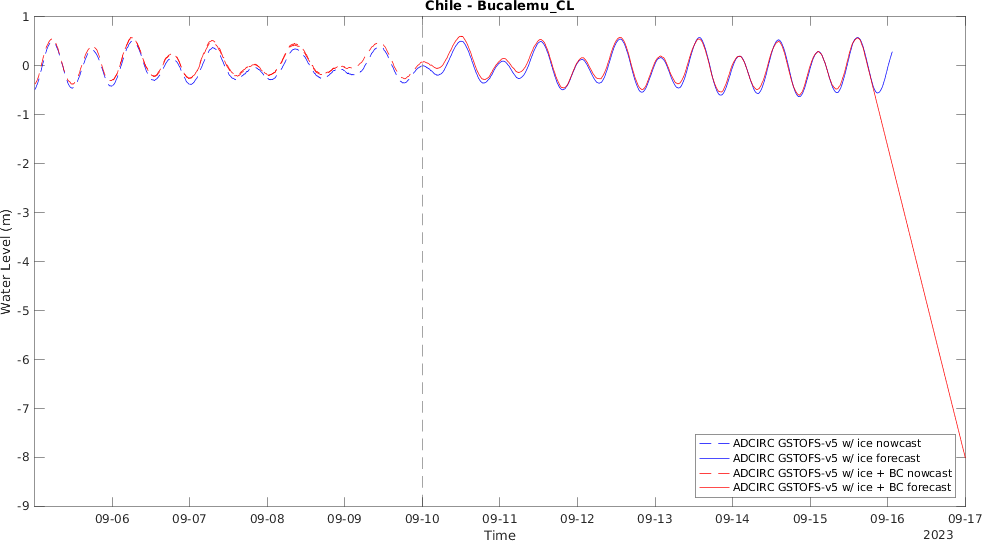 Chile - Bucalemu_CL
1
0
-1
-2
-3
-4
-5
-6
-7
-8
-9
Water Level (m)
ADCIRC GSTOFS-v5 w/ ice nowcast
ADCIRC GSTOFS-v5 w/ ice forecast
ADCIRC GSTOFS-v5 w/ ice + BC nowcast
ADCIRC GSTOFS-v5 w/ ice + BC forecast
09-06 09-07 09-08 09-09 09-10 09-11 09-12 09-13 09-14 09-15 09-16 09-17
Time
2023